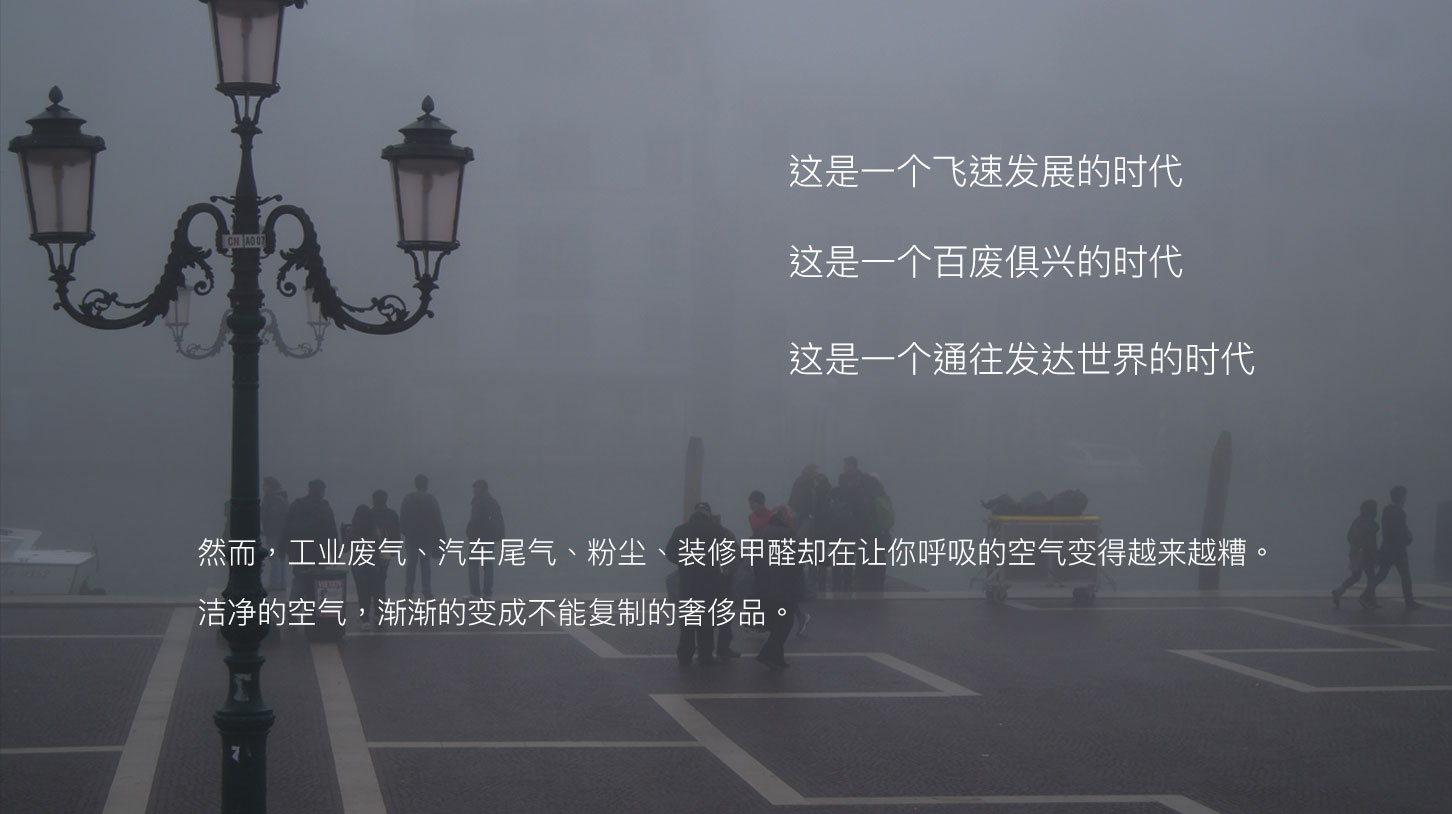 CN A0 07
这是一个飞速发展的时代
这是一个百废俱兴的时代
这是一个通往发达世界的时代
然而，工业废气、汽车尾气、粉尘、装修甲醛却在让你呼吸的空气变得越来越糟。
洁净的空气，渐渐的变成不能复制的奢侈品。